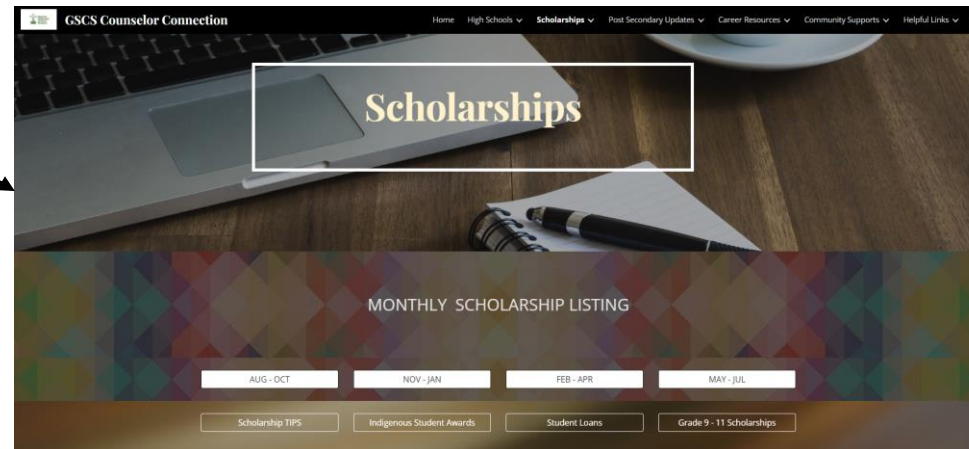 GSCS Counselor Connection
Home High Schools Scholarships Post Secondary Updates Career Resources Community Supports Helpful Links
Scholarships
MONTHLY SCHOLARSHIP LISTING
AUG - OCT NOV - JAN FEB - APR MAY - JUL
Scholarship TIPS Indigenous Student Awards Student Loans Grade 9 - 11 Scholarships